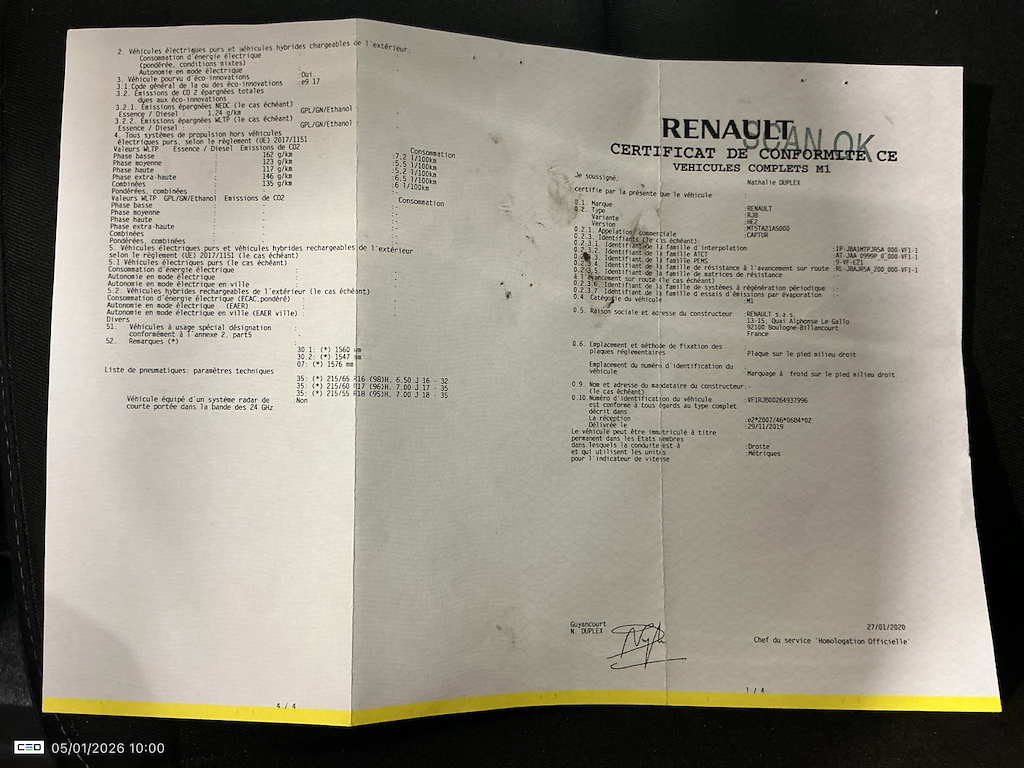 2. Véhicules électriques purs et véhicules hybrides chargeables de l'extérieur:
Consommation d'énergie électrique :
(pondérée, conditions mixtes)
Autonomie en mode électrique :
3. Véhicule pourvu d'éco-innovations :Oui
3.1.Code général de la ou des éco-innovations :e9 17
3.2. Émissions de CO 2 épargnées totales
dues aux éco-innovations
3.2.1. Émissions épargnées NEDC (le cas échéant)
Essence / Diesel : 1.24 g/km GPL/GN/Ethanol :
3.2.2. Émissions épargnées WLTP (le cas échéant)
Essence / Diesel : GPL/GN/Ethanol :
4. Tous systèmes de propulsion hors véhicules
électriques purs, selon le règlement (UE) 2017/1151
Valeurs WLTP Essence / Diesel Emissions de CO2 Consommation
Phase basse : 162 g/km :7.2 l/100km
Phase moyenne : 123 g/km :5.5 l/100km
Phase haute : 117 g/km :5.2 l/100km
Phase extra-haute : 146 g/km :6.5 l/100km
Combinées : 135 g/km :6 l/100km
Pondérées, combinées :
Valeurs WLTP GPL/GN/Ethanol Emissions de CO2 Consommation
Phase basse :
Phase moyenne :
Phase haute :
Phase extra-haute :
Combinées :
Pondérées, combinées :
5. Véhicules électriques purs et véhicules hybrides rechargeables de l'extérieur
selon le règlement (UE) 2017/1151 (le cas échéant)
5.1 Véhicules électriques purs (le cas échéant)
Consommation d'énergie électrique :
Autonomie en mode électrique :
Autonomie en mode électrique en ville :
5.2. Véhicules hybrides rechargeables de l'extérieur (le cas échéant)
Consommation d'énergie électrique (ECAC,pondéré) :
Autonomie en mode électrique (EAER) :
Autonomie en mode électrique en ville (EAER ville) :
Divers
51. Véhicules à usage spécial désignation :
conformément à l'annexe 2, part5
52. Remarques (*) :
30.1: (*) 1560 mm
30.2: (*) 1547 mm
07: (*) 1576 mm
Liste de pneumatiques: paramètres techniques :
35: (*) 215/65 R16 (98)H, 6.50 J 16 - 32
35: (*) 215/60 R17 (96)H, 7.00 J 17 - 35
35: (*) 215/55 R18 (95)H, 7.00 J 18 - 35
Véhicule équipé d'un système radar de :Non
courte portée dans la bande des 24 GHz
4 / 4
RENAULT
SCAN OK
CERTIFICAT DE CONFORMITE CE
VEHICULES COMPLETS M1
Je soussigné, Nathalie DUPLEX
certifie par la présente que le véhicule :
0.1. Marque :RENAULT
0.2. Type :RJB
Variante :HE2
Version :MT5TA21A5000
0.2.1. Appelation commerciale :CAPTUR
0.2.3. Identifiants (le cas échéant):
0.2.3.1. Identifiant de la famille d'interpolation :IP-JBA1MTPJR5A_000-VF1-1
0.2.3.2. Identifiant de la famille ATCT :AT-JAA_0999P_0_000-VF1-1
0.2.3.3. Identifiant de la famille PEMS :9-VF-E21
0.2.3.4. Identifiant de la famille de résistance à l'avancement sur route :RL-JBAJR5A_200_000-VF1-1
0.2.3.5. Identifiant de la famille de matrices de résistance
à l'avancement sur route (le cas échéant) :-
0.2.3.6. Identifiant de la famille de systèmes à régénération périodique :-
0.2.3.7. Identifiant de la famille d'essais d'émissions par évaporation :-
0.4. Catégorie du véhicule :M1
0.5. Raison sociale et adresse du constructeur :RENAULT s.a.s.
13-15, Quai Alphonse Le Gallo
92100 Boulogne-Billancourt
France
0.6. Emplacement et méthode de fixation des
plaques réglementaires :Plaque sur le pied milieu droit
Emplacement du numéro d'identification du
véhicule :Marquage à froid sur le pied milieu droit
0.9. Nom et adresse du mandataire du constructeur:-
(le cas échéant)
0.10.Numéro d'identification du véhicule :VF1RJB00264937996
est conforme à tous égards au type complet
décrit dans
La réception :e2*2007/46*0684*02
Délivrée le :29/11/2019
Le véhicule peut être immatriculé à titre
permanent dans les Etats membres
dans lesquels la conduite est à :Droite
et qui utilisent les unités :Métriques
pour l'indicateur de vitesse
Guyancourt 27/01/2020
N. DUPLEX
Chef du service 'Homologation Officielle'
1 / 4
CEO 05/01/2026 10:00